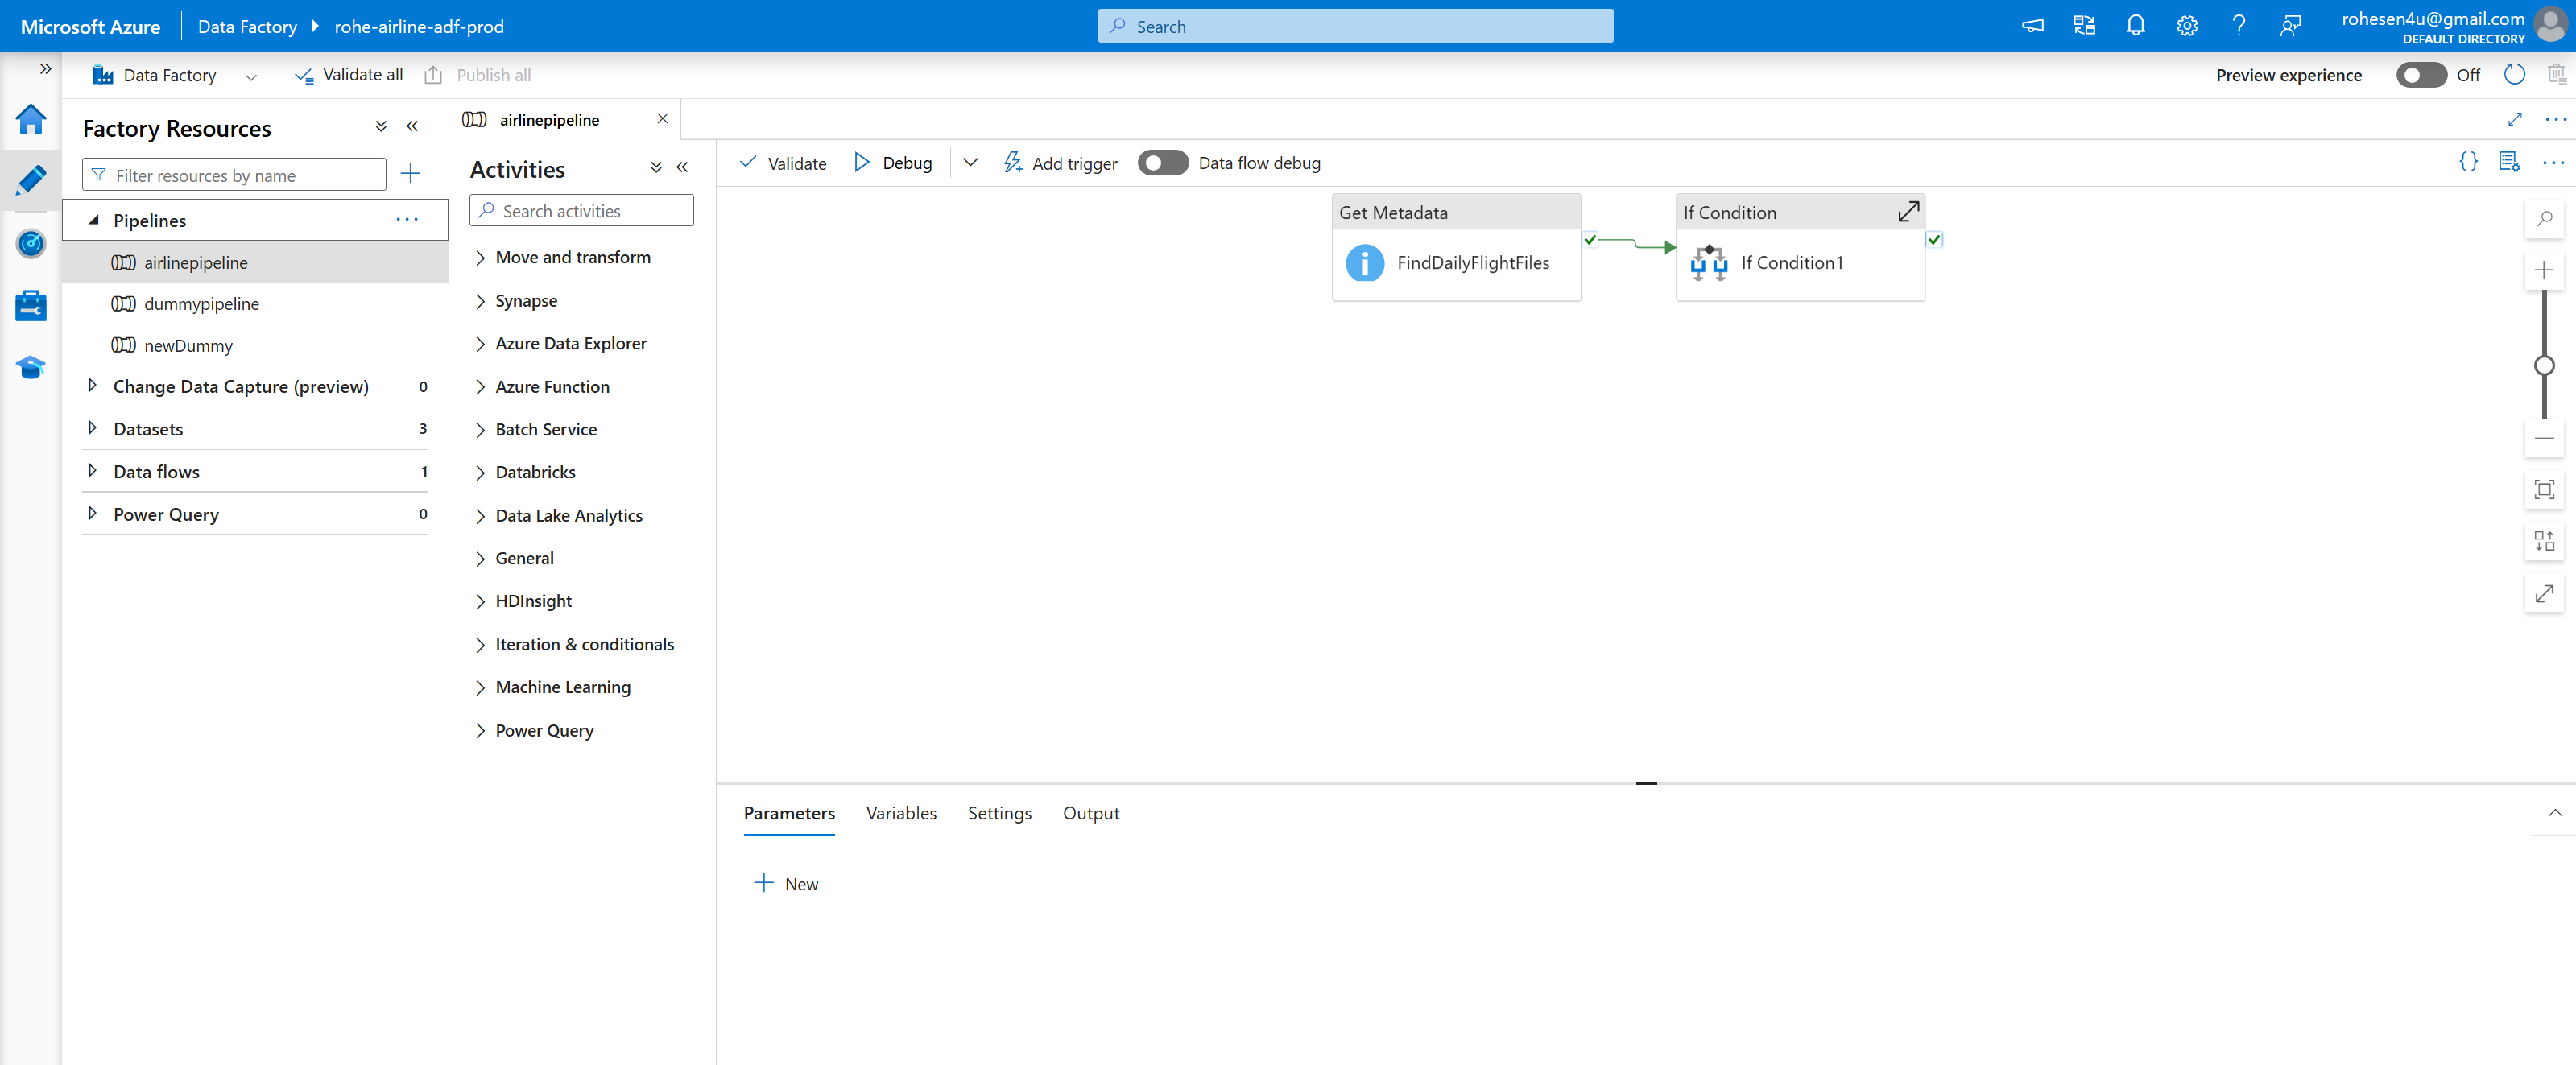 Microsoft Azure
Data Factory
rohe-airline-adf-prod
Search
rohesen4u@gmail.com
DEFAULT DIRECTORY
Data Factory
Validate all
Publish all
Preview experience
Off
Factory Resources
Filter resources by name
Pipelines
airlinepipeline
dummypipeline
newDummy
Change Data Capture (preview) 0
Datasets 3
Data flows 1
Power Query 0
airlinepipeline
Activities
Search activities
Move and transform
Synapse
Azure Data Explorer
Azure Function
Batch Service
Databricks
Data Lake Analytics
General
HDInsight
Iteration & conditionals
Machine Learning
Power Query
Validate
Debug
Add trigger
Data flow debug
Get Metadata
FindDailyFlightFiles
If Condition
If Condition1
Parameters
Variables
Settings
Output
New